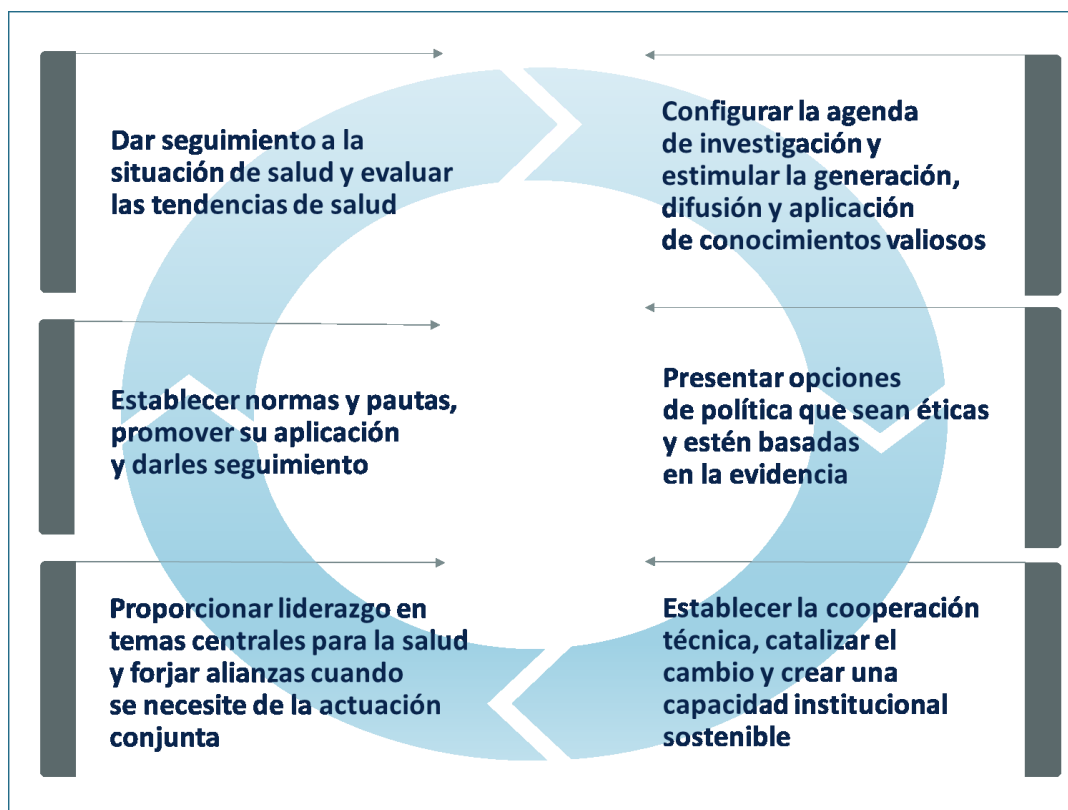 Dar seguimiento a la
situación de salud y evaluar
las tendencias de salud
Configurar la agenda
de investigación y
estimular la generación,
difusión y aplicación
de conocimientos valiosos
Establecer normas y pautas,
promover su aplicación
y darles seguimiento
Presentar opciones
de política que sean éticas
y estén basadas
en la evidencia
Proporcionar liderazgo en
temas centrales para la salud
y forjar alianzas cuando
se necesite de la actuación
conjunta
Establecer la cooperación
técnica, catalizar el
cambio y crear una
capacidad institucional
sostenible